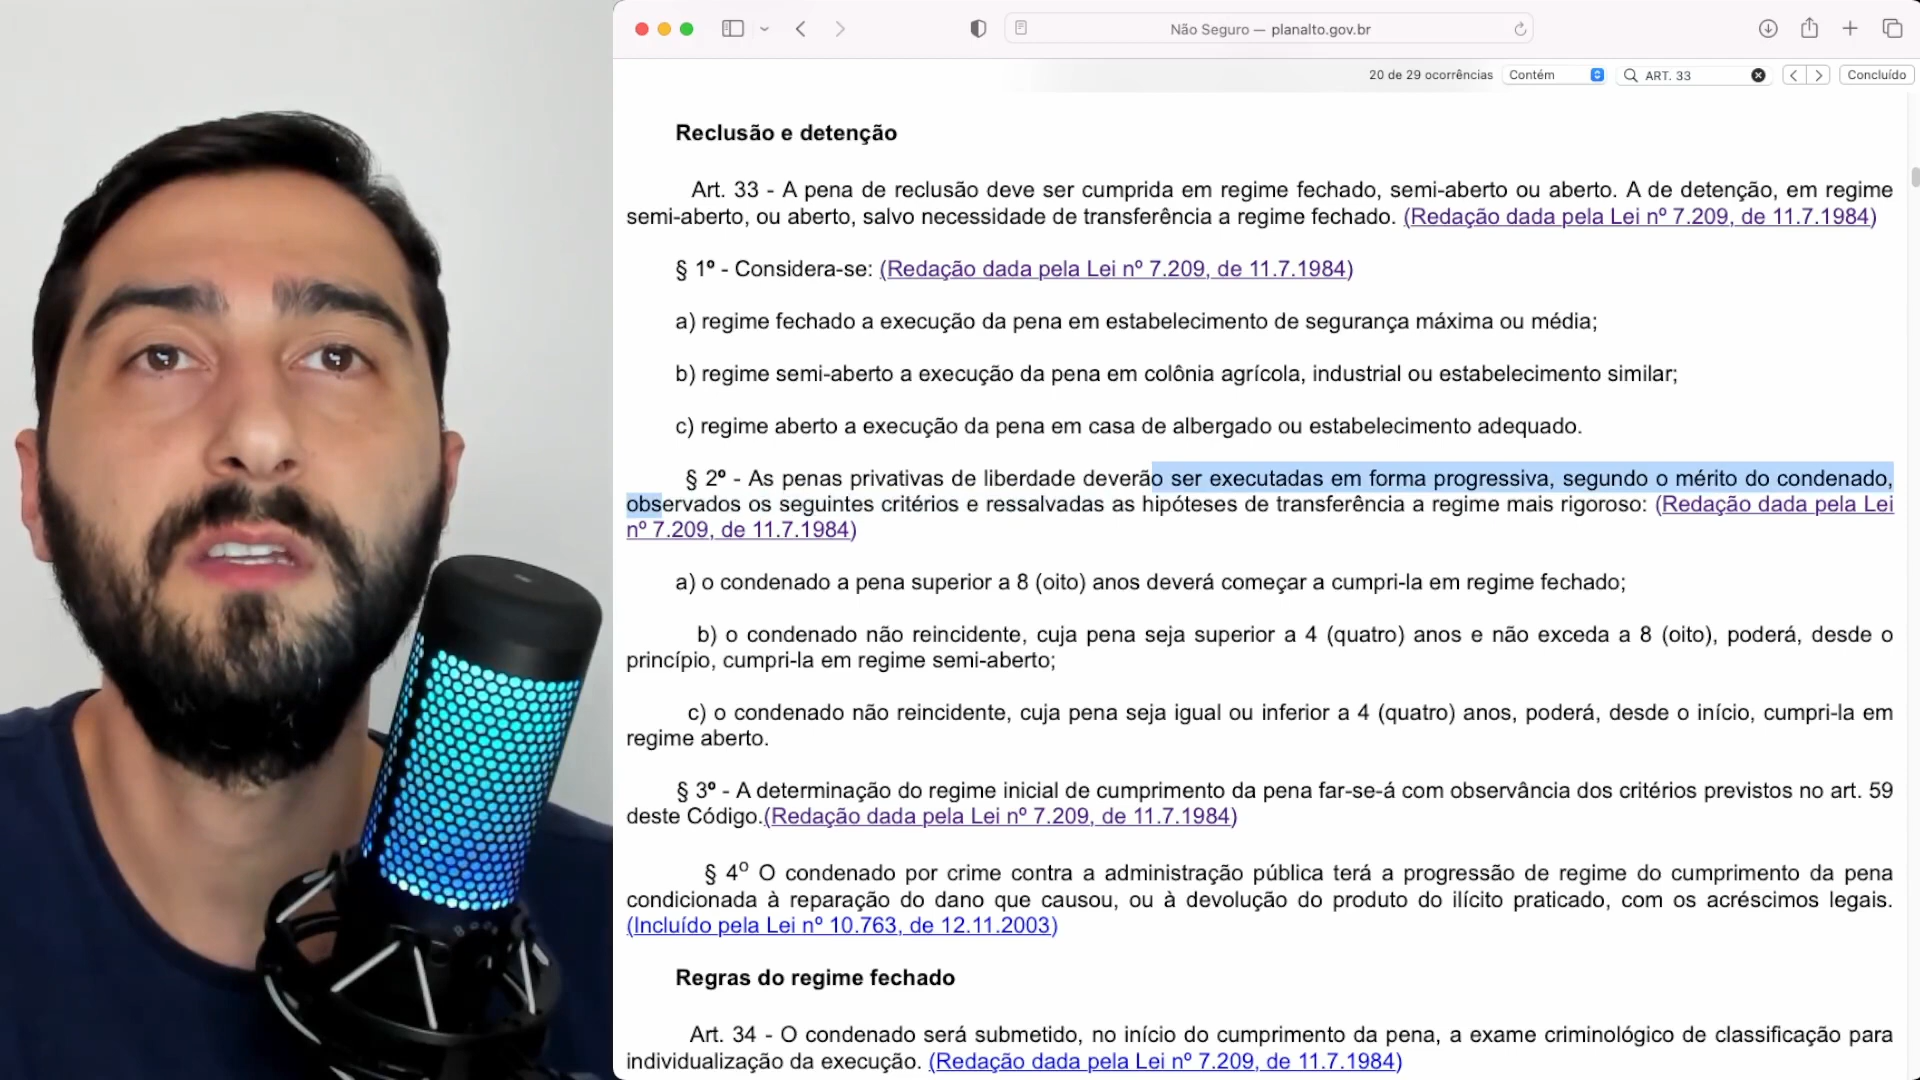 Não Seguro — planalto.gov.br
20 de 29 ocorrências
Contém
ART. 33
Concluído
Reclusão e detenção
Art. 33 - A pena de reclusão deve ser cumprida em regime fechado, semi-aberto ou aberto. A de detenção, em regime
semi-aberto, ou aberto, salvo necessidade de transferência a regime fechado. (Redação dada pela Lei nº 7.209, de 11.7.1984)
§ 1º - Considera-se: (Redação dada pela Lei nº 7.209, de 11.7.1984)
a) regime fechado a execução da pena em estabelecimento de segurança máxima ou média;
b) regime semi-aberto a execução da pena em colônia agrícola, industrial ou estabelecimento similar;
c) regime aberto a execução da pena em casa de albergado ou estabelecimento adequado.
§ 2º - As penas privativas de liberdade deverão ser executadas em forma progressiva, segundo o mérito do condenado,
observados os seguintes critérios e ressalvadas as hipóteses de transferência a regime mais rigoroso: (Redação dada pela Lei
nº 7.209, de 11.7.1984)
a) o condenado a pena superior a 8 (oito) anos deverá começar a cumpri-la em regime fechado;
b) o condenado não reincidente, cuja pena seja superior a 4 (quatro) anos e não exceda a 8 (oito), poderá, desde o
princípio, cumpri-la em regime semi-aberto;
c) o condenado não reincidente, cuja pena seja igual ou inferior a 4 (quatro) anos, poderá, desde o início, cumpri-la em
regime aberto.
§ 3º - A determinação do regime inicial de cumprimento da pena far-se-á com observância dos critérios previstos no art. 59
deste Código.(Redação dada pela Lei nº 7.209, de 11.7.1984)
§ 4º O condenado por crime contra a administração pública terá a progressão de regime do cumprimento da pena
condicionada à reparação do dano que causou, ou à devolução do produto do ilícito praticado, com os acréscimos legais.
(Incluído pela Lei nº 10.763, de 12.11.2003)
Regras do regime fechado
Art. 34 - O condenado será submetido, no início do cumprimento da pena, a exame criminológico de classificação para
individualização da execução. (Redação dada pela Lei nº 7.209, de 11.7.1984)